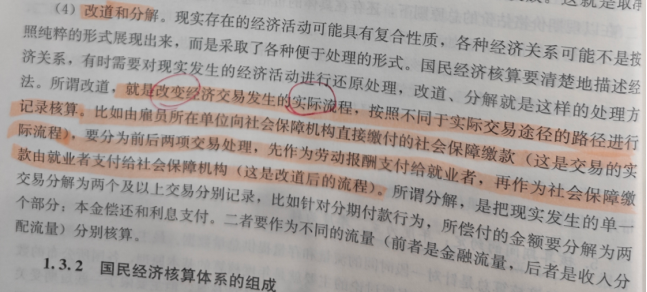 (4) 改道和分解。现实存在的经济活动可能具有复合性质，各种经济关系可能不是按
照纯粹的形式展现出来，而是采取了各种便于处理的形式。国民经济核算要清楚地描述经
济关系，有时需要对现实发生的经济活动进行还原处理，改道、分解就是这样的处理方
法。所谓改道，就是改变经济交易发生的实际流程，按照不同于实际交易途径的路径进行
记录核算。比如由雇员所在单位向社会保障机构直接缴付的社会保障缴款（这是交易的实
际流程），要分为前后两项交易处理，先作为劳动报酬支付给就业者，再作为社会保障缴
款由就业者支付给社会保障机构（这是改道后的流程）。所谓分解，是把现实发生的单一
交易分解为两个及以上交易分别记录，比如针对分期付款行为，所偿付的金额要分解为两
个部分：本金偿还和利息支付。二者要作为不同的流量（前者是金融流量，后者是收入分
配流量）分别核算。
1.3.2 国民经济核算体系的组成